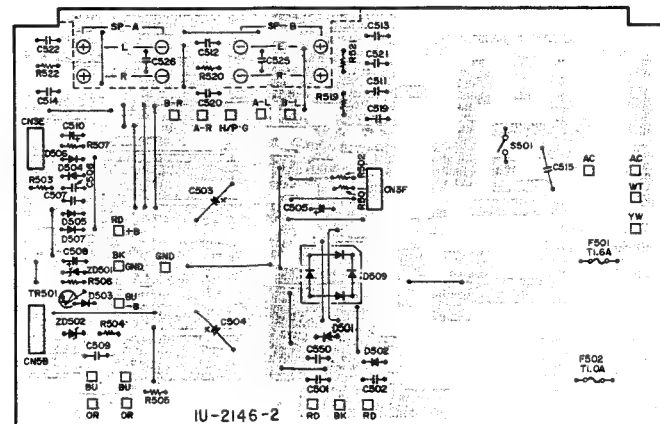 SP-A SP-B
C522 L C526 C512 L C525 C513
R522 R R520 R R521 C521
C514 C520 R519 C511
B-R A-L B-L C519
A-R H/P-G
CN3E C510
R507
D506
D504
R503 C506
C507
D505
D507
C503
R502
R501 CN3F
C505
S501 C515 AC AC
WT
YW
RD +B
C508 BK GND GND
ZD501
R506
TR501 D503 BU -B
D509
F501
T1.6A
ZD502 R504
C504
D501
CN5B C509
C550 D502
BU BU
C501 C502
F502
T1.0A
OR OR R505
1U-2146-2
RD BK RD